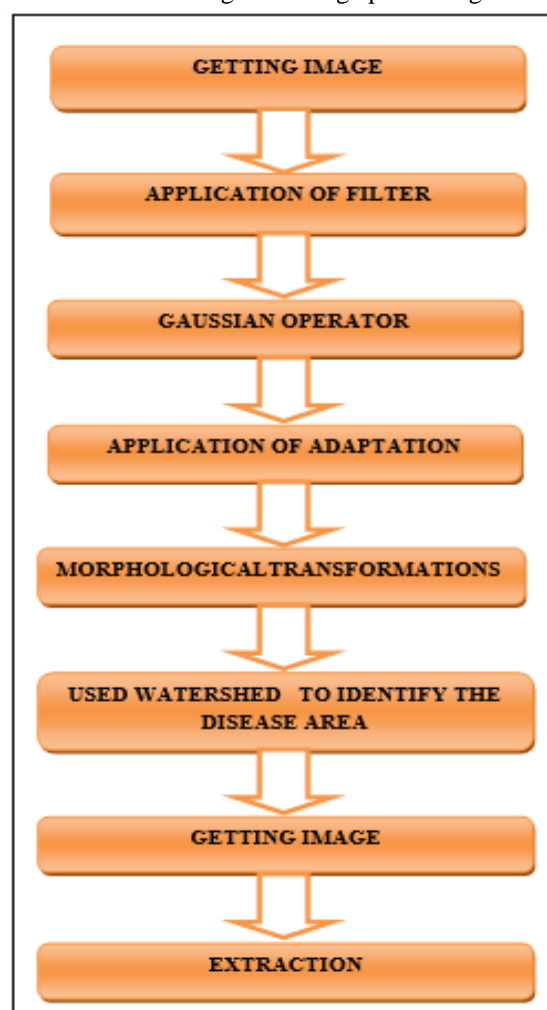 GETTING IMAGE
APPLICATION OF FILTER
GAUSSIAN OPERATOR
APPLICATION OF ADAPTATION
MORPHOLOGICALTRANSFORMATIONS
USED WATERSHED TO IDENTIFY THE
DISEASE AREA
GETTING IMAGE
EXTRACTION